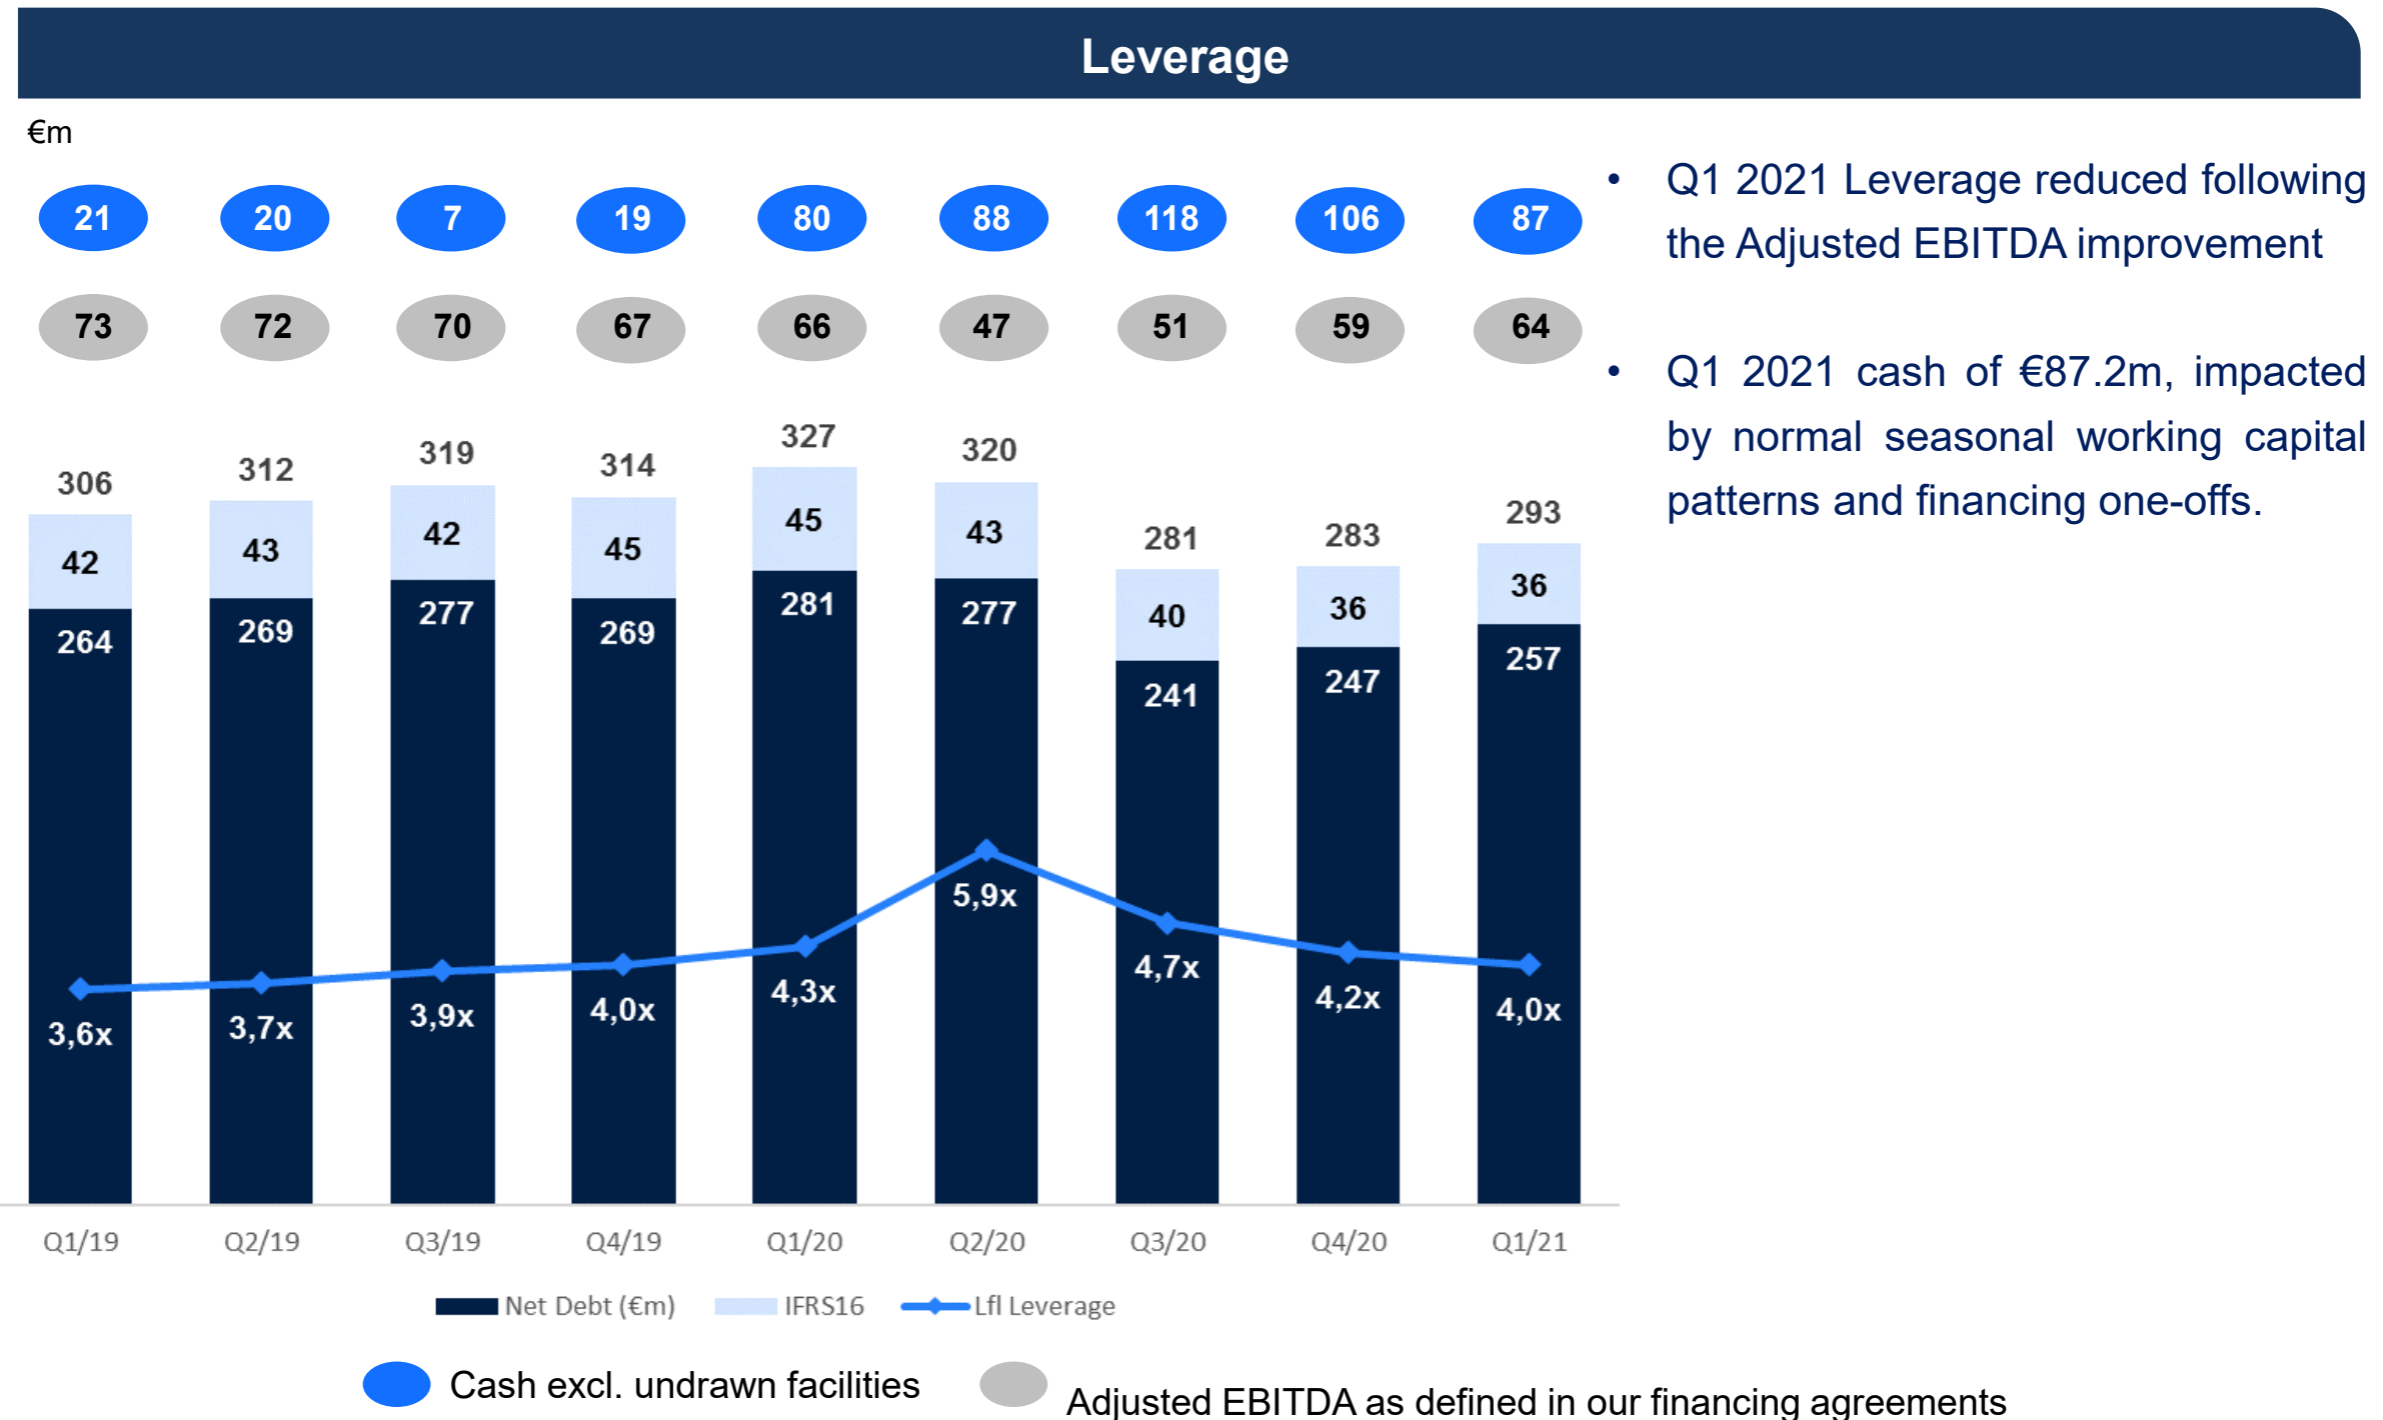 Leverage
€m
21 20 7 19 80 88 118 106 87
73 72 70 67 66 47 51 59 64
306 312 319 314 327 320 281 283 293
42 43 42 45 45 43 40 36 36
264 269 277 269 281 277 241 247 257
3,6x 3,7x 3,9x 4,0x 4,3x 5,9x 4,7x 4,2x 4,0x
Q1/19 Q2/19 Q3/19 Q4/19 Q1/20 Q2/20 Q3/20 Q4/20 Q1/21
Net Debt (€m) IFRS16 Lfl Leverage
Cash excl. undrawn facilities
Adjusted EBITDA as defined in our financing agreements
• Q1 2021 Leverage reduced following
the Adjusted EBITDA improvement
• Q1 2021 cash of €87.2m, impacted
by normal seasonal working capital
patterns and financing one-offs.